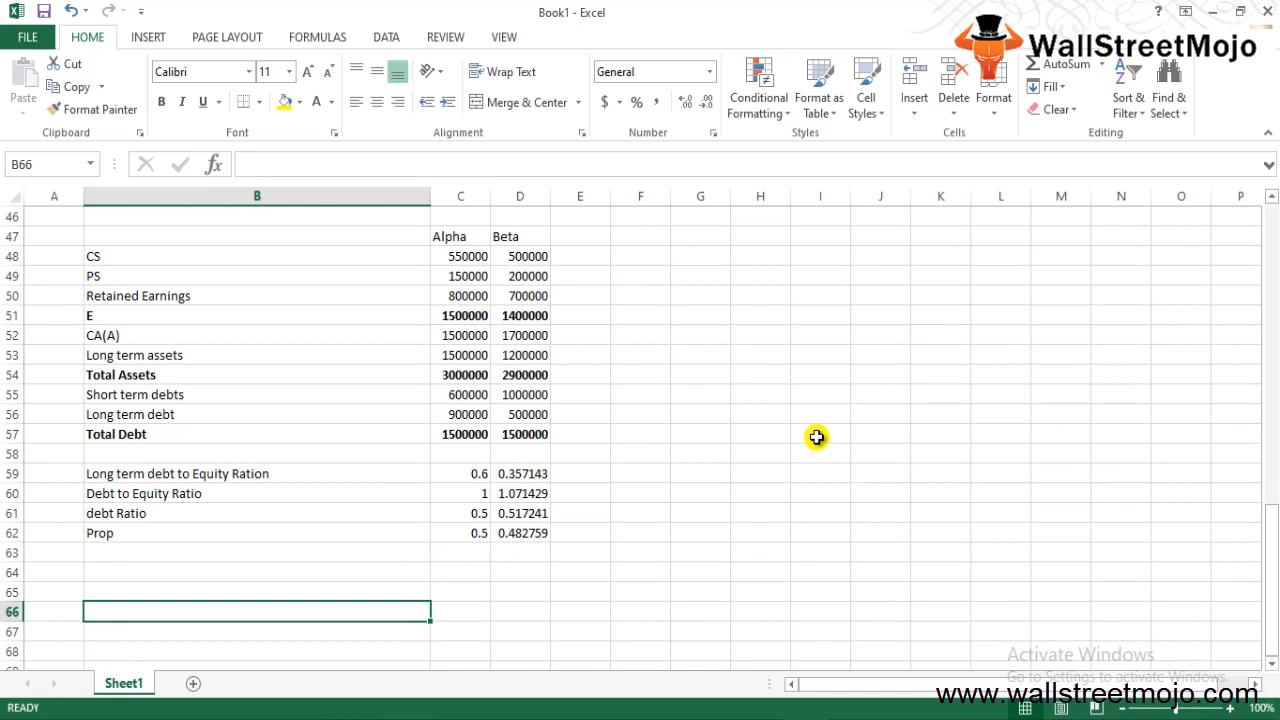 Book1 - Excel
?
FILE HOME INSERT PAGE LAYOUT FORMULAS DATA REVIEW VIEW
WallStreetMojo
Cut
Copy
Format Painter
Paste
Clipboard
Calibri 11
B I U A
Font
Wrap Text
Merge & Center
Alignment
General
$ % ,
Number
Conditional Formatting
Format as Table
Cell Styles
Styles
Insert Delete Format
Cells
AutoSum
Fill
Clear
Sort & Filter
Find & Select
Editing
B66 fx
A B C D E F G H I J K L M N O P
46
47 Alpha Beta
48 CS 550000 500000
49 PS 150000 200000
50 Retained Earnings 800000 700000
51 E 1500000 1400000
52 CA(A) 1500000 1700000
53 Long term assets 1500000 1200000
54 Total Assets 3000000 2900000
55 Short term debts 600000 1000000
56 Long term debt 900000 500000
57 Total Debt 1500000 1500000
58
59 Long term debt to Equity Ration 0.6 0.357143
60 Debt to Equity Ratio 1 1.071429
61 debt Ratio 0.5 0.517241
62 Prop 0.5 0.482759
63
64
65
66
67
68
Activate Windows
Go to Settings to activate Windows.
Sheet1
www.wallstreetmojo.com
READY 100%